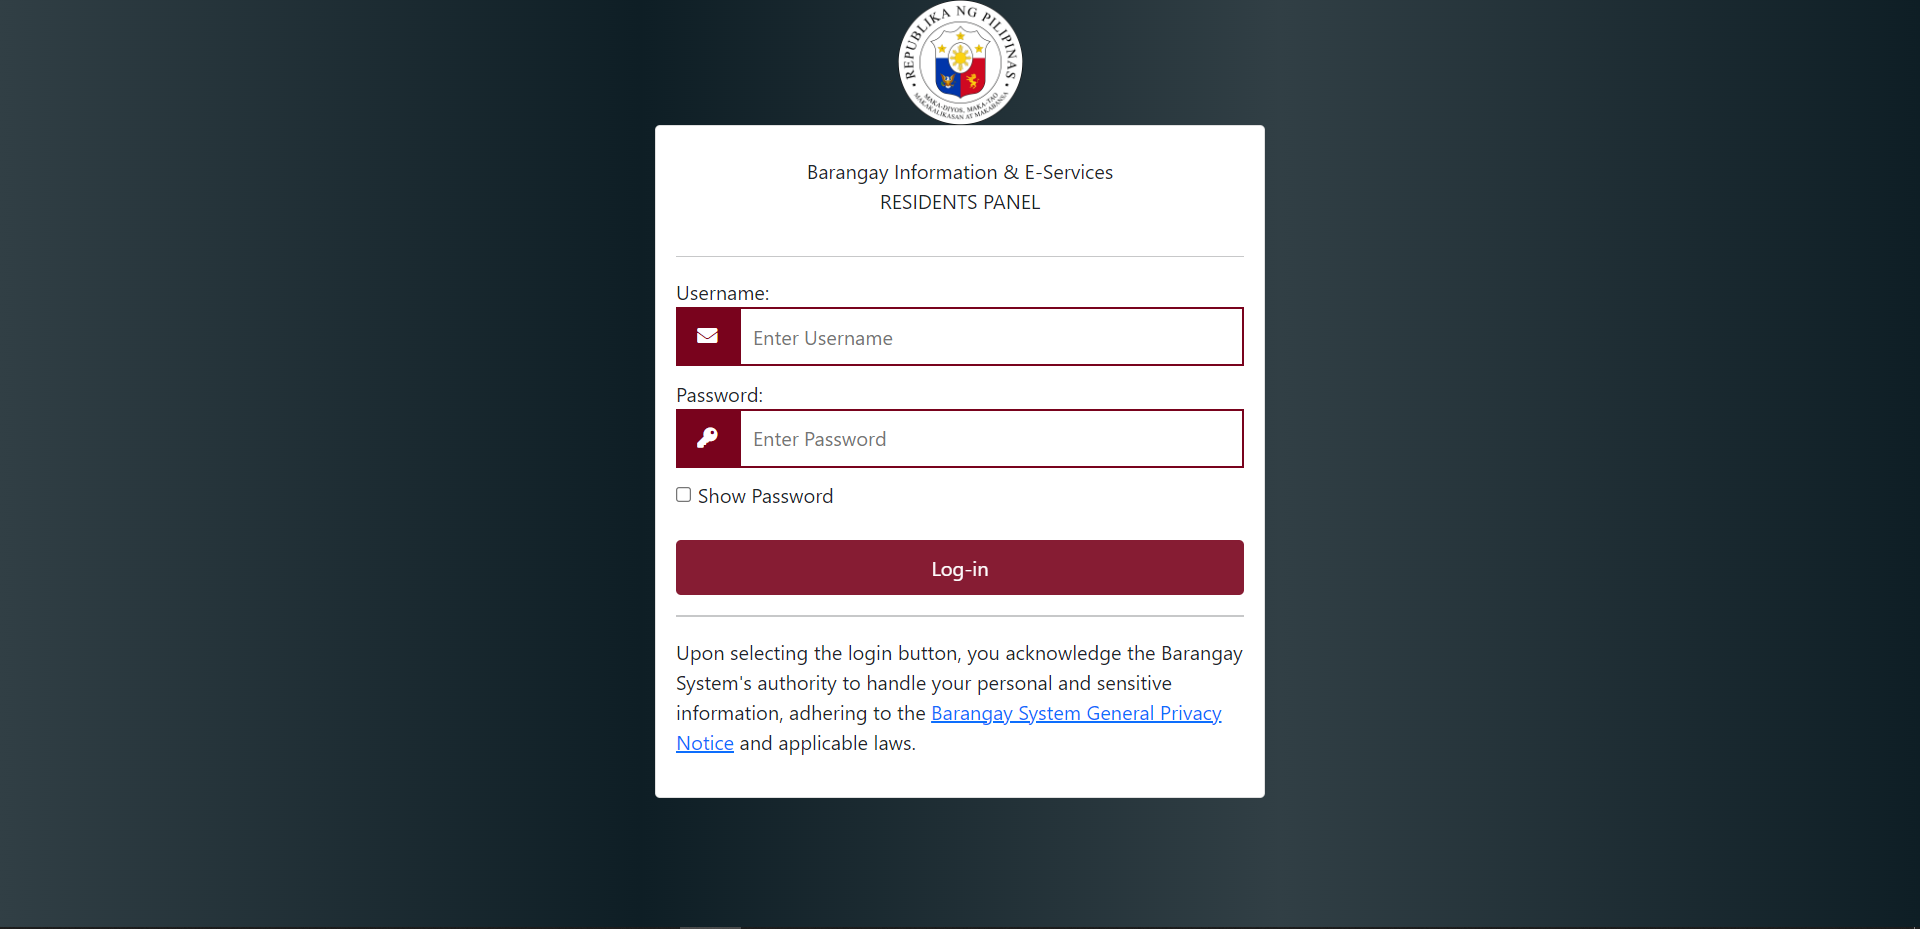 REPUBLIKA NG PILIPINAS
MAKA-DIYOS, MAKA-TAO
MAKAKALIKASAN AT MAKABANSA
Barangay Information & E-Services
RESIDENTS PANEL
Username:
Enter Username
Password:
Enter Password
Show Password
Log-in
Upon selecting the login button, you acknowledge the Barangay
System's authority to handle your personal and sensitive
information, adhering to the Barangay System General Privacy
Notice and applicable laws.